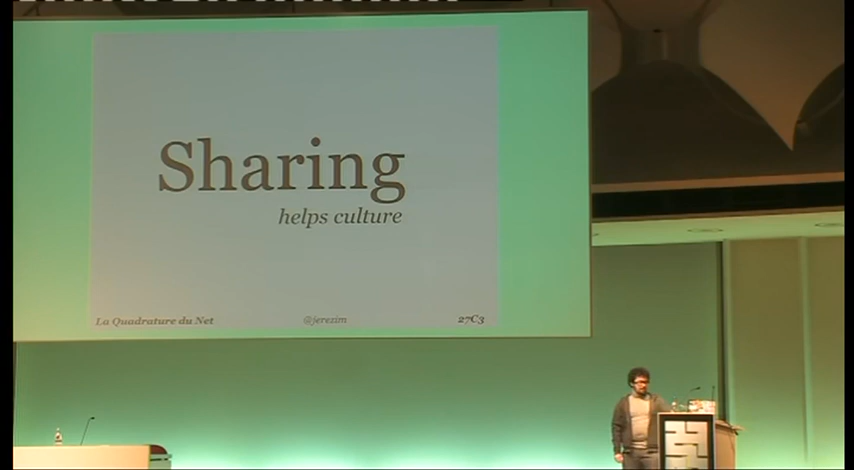 Sharing
helps culture
La Quadrature du Net
@jerezim
27C3